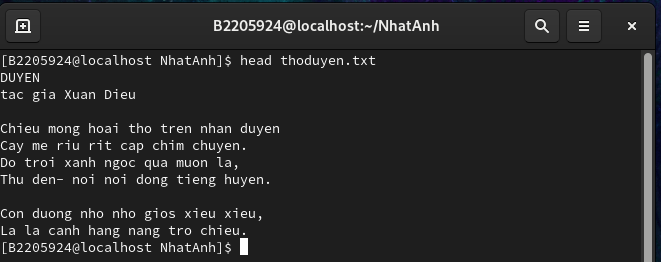 B2205924@localhost:~/NhatAnh
[B2205924@localhost NhatAnh]$ head thoduyen.txt
DUYEN
tac gia Xuan Dieu

Chieu mong hoai tho tren nhan duyen
Cay me riu rit cap chim chuyen.
Do troi xanh ngoc qua muon la,
Thu den- noi noi dong tieng huyen.

Con duong nho nho gios xieu xieu,
La la canh hang nang tro chieu.
[B2205924@localhost NhatAnh]$